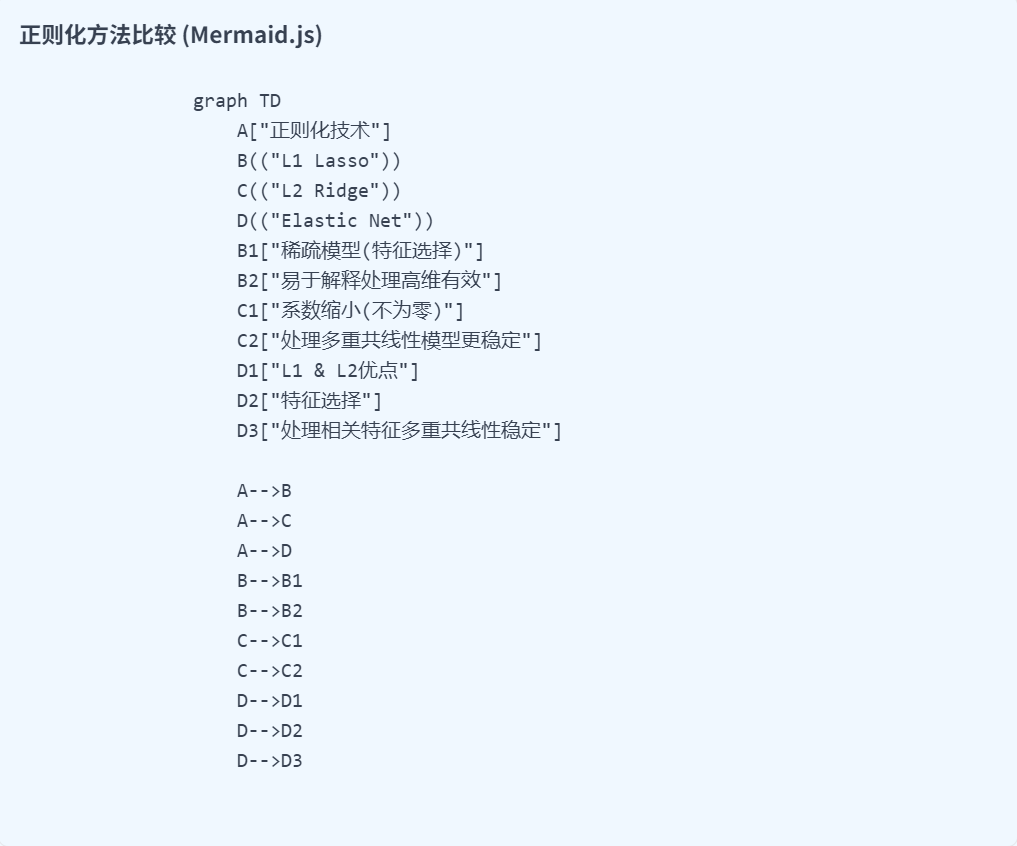 正则化方法比较 (Mermaid.js)
graph TD
A["正则化技术"]
B(("L1 Lasso"))
C(("L2 Ridge"))
D(("Elastic Net"))
B1["稀疏模型(特征选择)"]
B2["易于解释处理高维有效"]
C1["系数缩小(不为零)"]
C2["处理多重共线性模型更稳定"]
D1["L1 & L2优点"]
D2["特征选择"]
D3["处理相关特征多重共线性稳定"]
A-->B
A-->C
A-->D
B-->B1
B-->B2
C-->C1
C-->C2
D-->D1
D-->D2
D-->D3